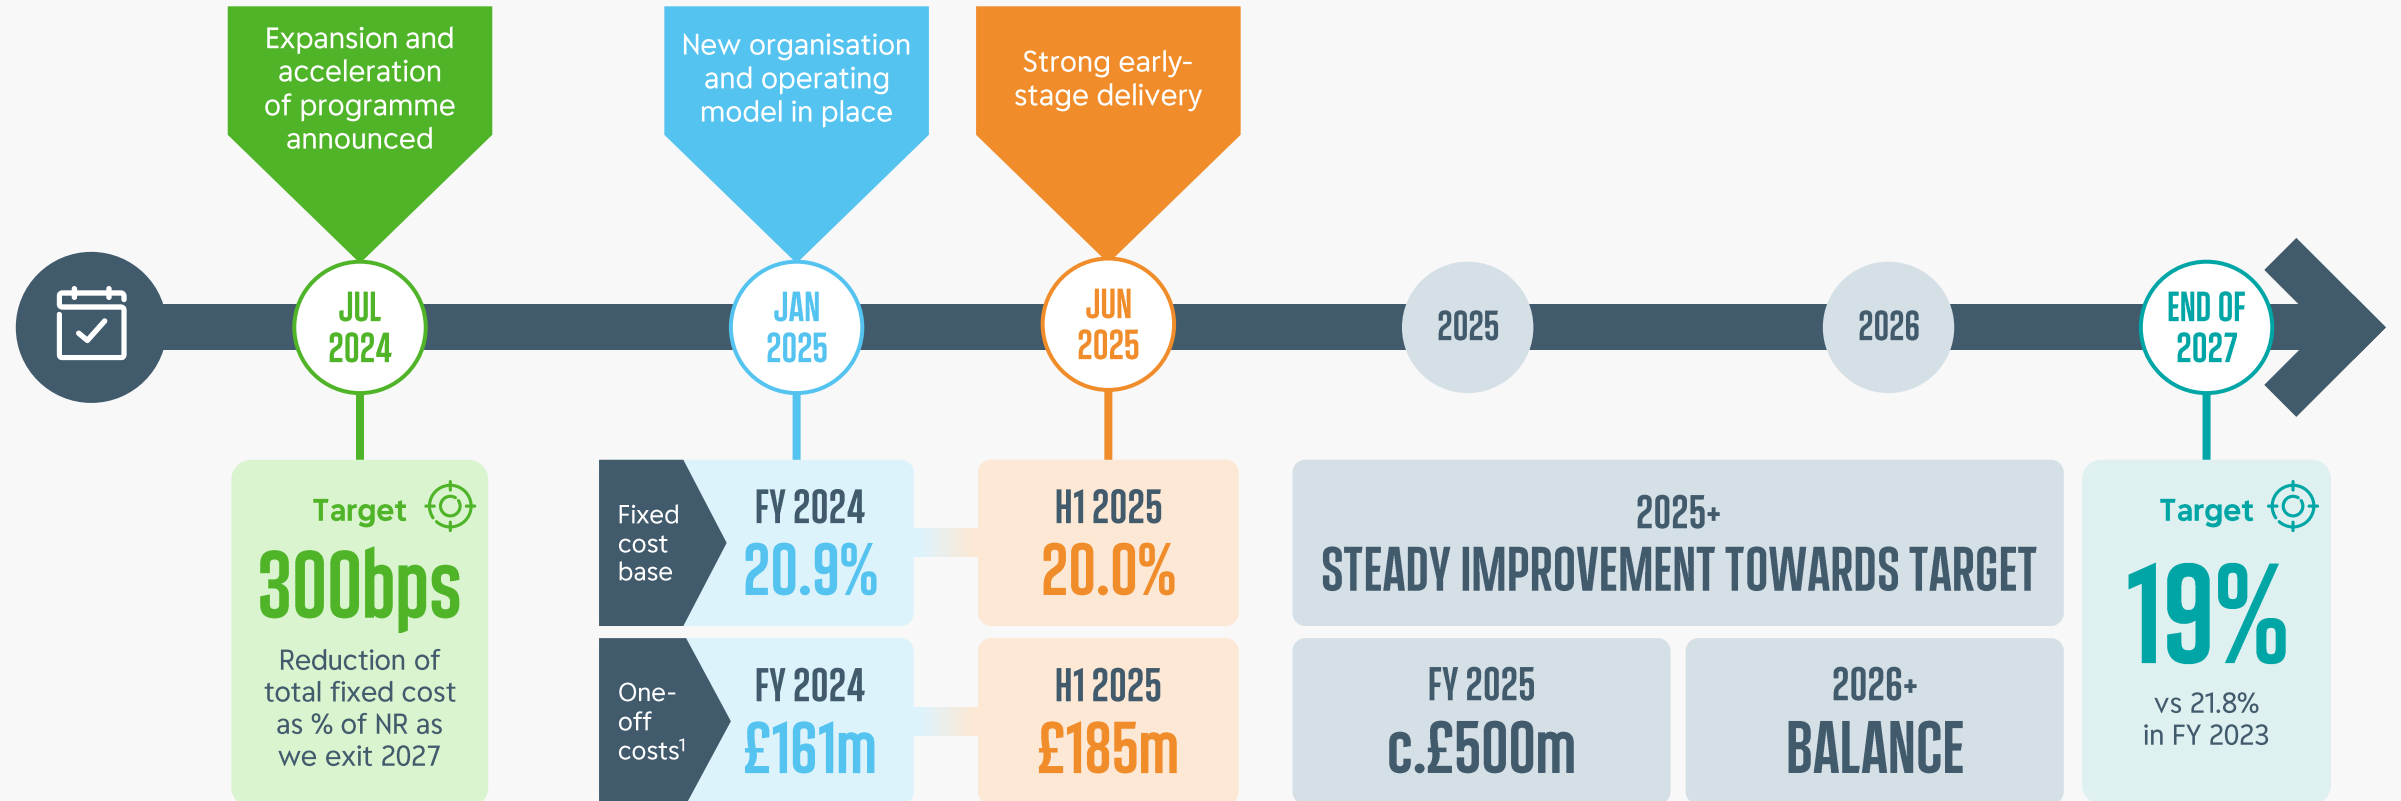 Expansion and
acceleration
of programme
announced
New organisation
and operating
model in place
Strong early-
stage delivery
JUL
2024
JAN
2025
JUN
2025
2025
2026
END OF
2027
Target
300bps
Reduction of
total fixed cost
as % of NR as
we exit 2027
Fixed
cost
base
FY 2024
20.9%
H1 2025
20.0%
2025+
STEADY IMPROVEMENT TOWARDS TARGET
One-
off
costs¹
FY 2024
£161m
H1 2025
£185m
FY 2025
c.£500m
2026+
BALANCE
Target
19%
vs 21.8%
in FY 2023